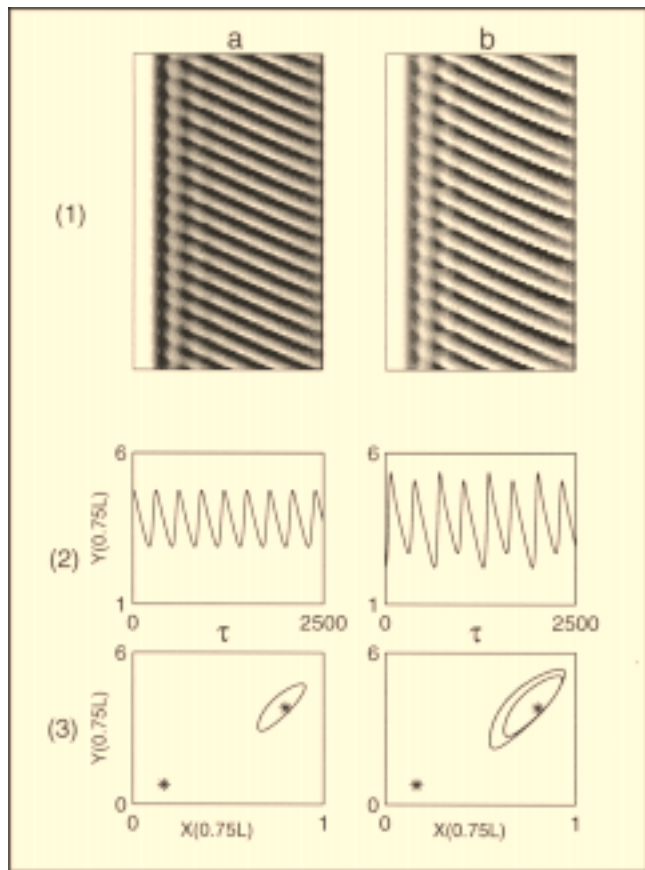 a b
(1)
6 6
Y(0.75L)
(2)
1 1
0 τ 2500 0 τ 2500
6 6
Y(0.75L)
(3)
0 0
0 X(0.75L) 1 0 X(0.75L) 1